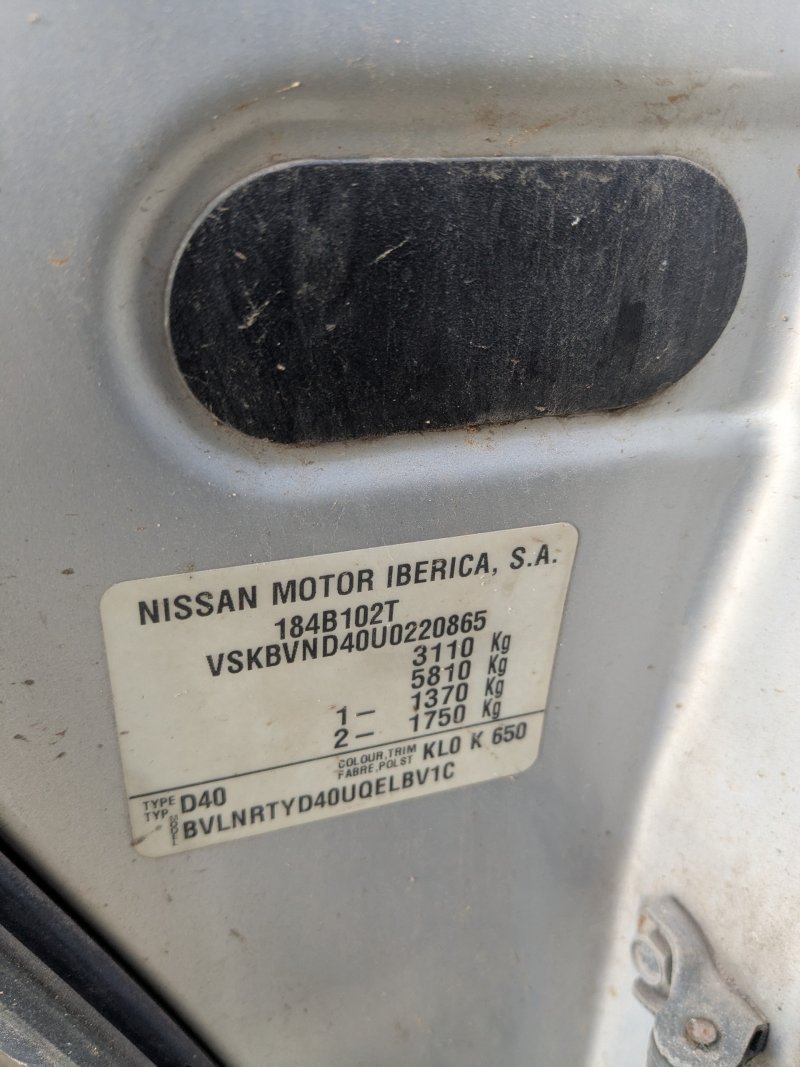 NISSAN MOTOR IBERICA, S.A.
184B102T
VSKBVND40U0220865
3110 Kg
5810 Kg
1 - 1370 Kg
2 - 1750 Kg
TYPE TYP D40 COLOUR,TRIM FABRE,POLST KL0 K 650
MODEL BVLNRTYD40UQELBV1C